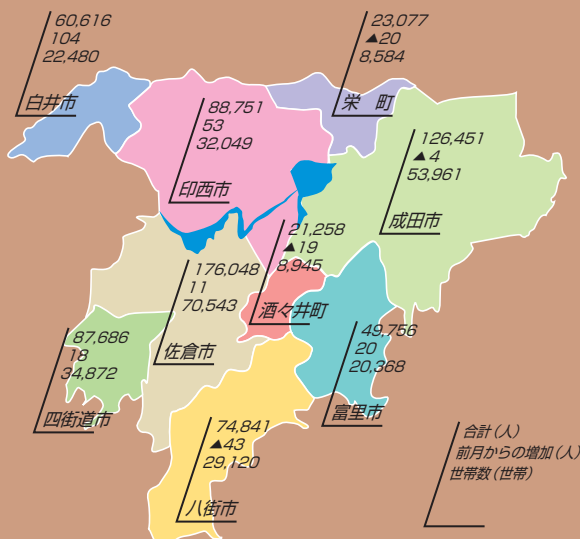 60,616
104
22,480
白井市
23,077
▲20
8,584
栄 町
88,751
53
32,049
印西市
126,451
▲4
53,961
成田市
21,258
▲19
8,945
酒々井町
176,048
11
70,543
佐倉市
87,686
18
34,872
四街道市
49,756
20
20,368
富里市
74,841
▲43
29,120
八街市
合計(人)
前月からの増加(人)
世帯数(世帯)